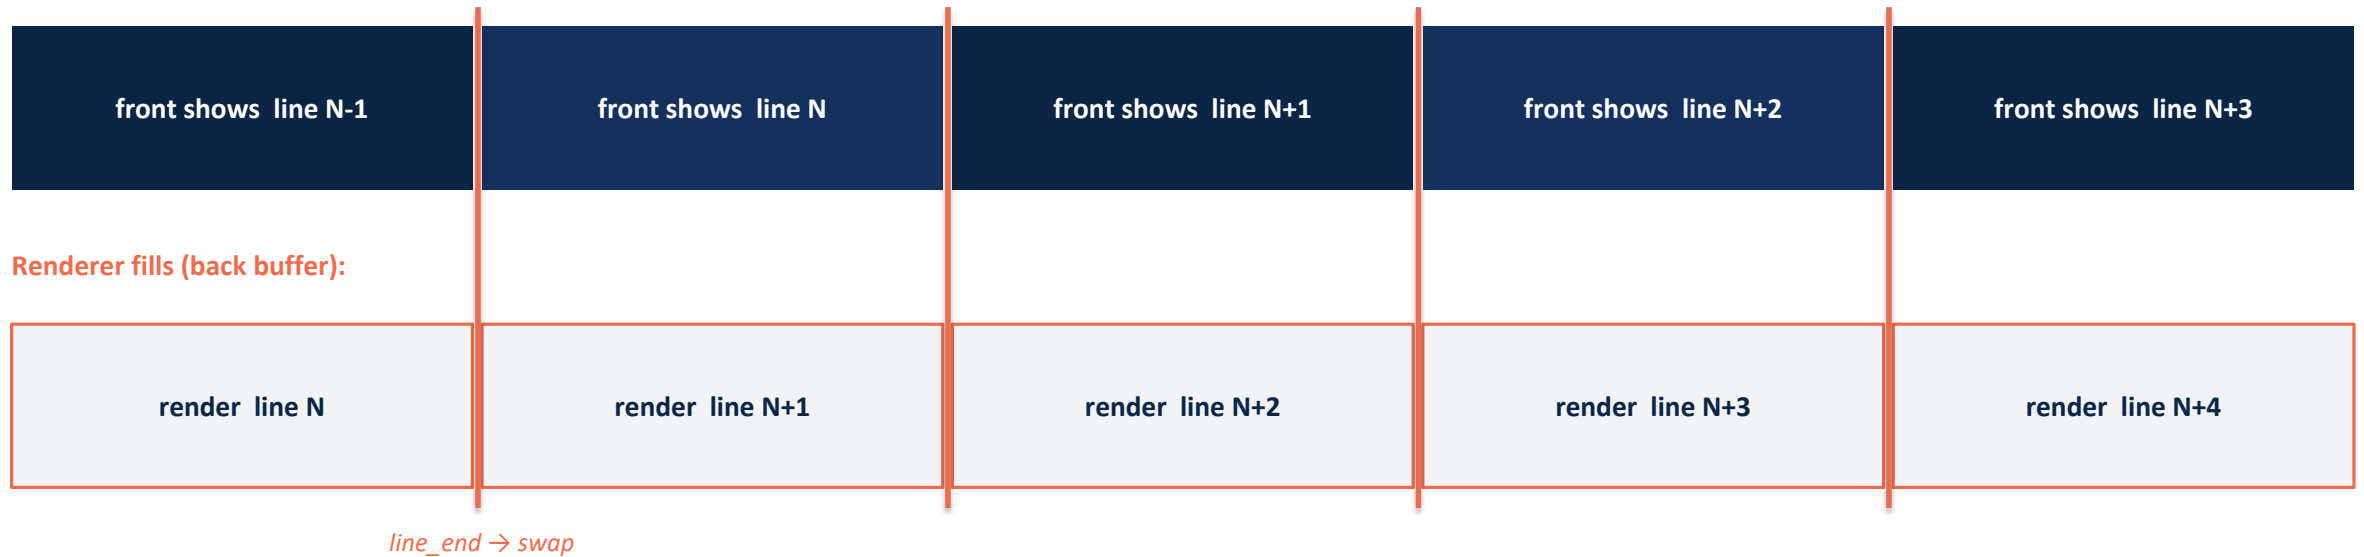 front shows line N-1
front shows line N
front shows line N+1
front shows line N+2
front shows line N+3
Renderer fills (back buffer):
render line N
render line N+1
render line N+2
render line N+3
render line N+4
line_end → swap